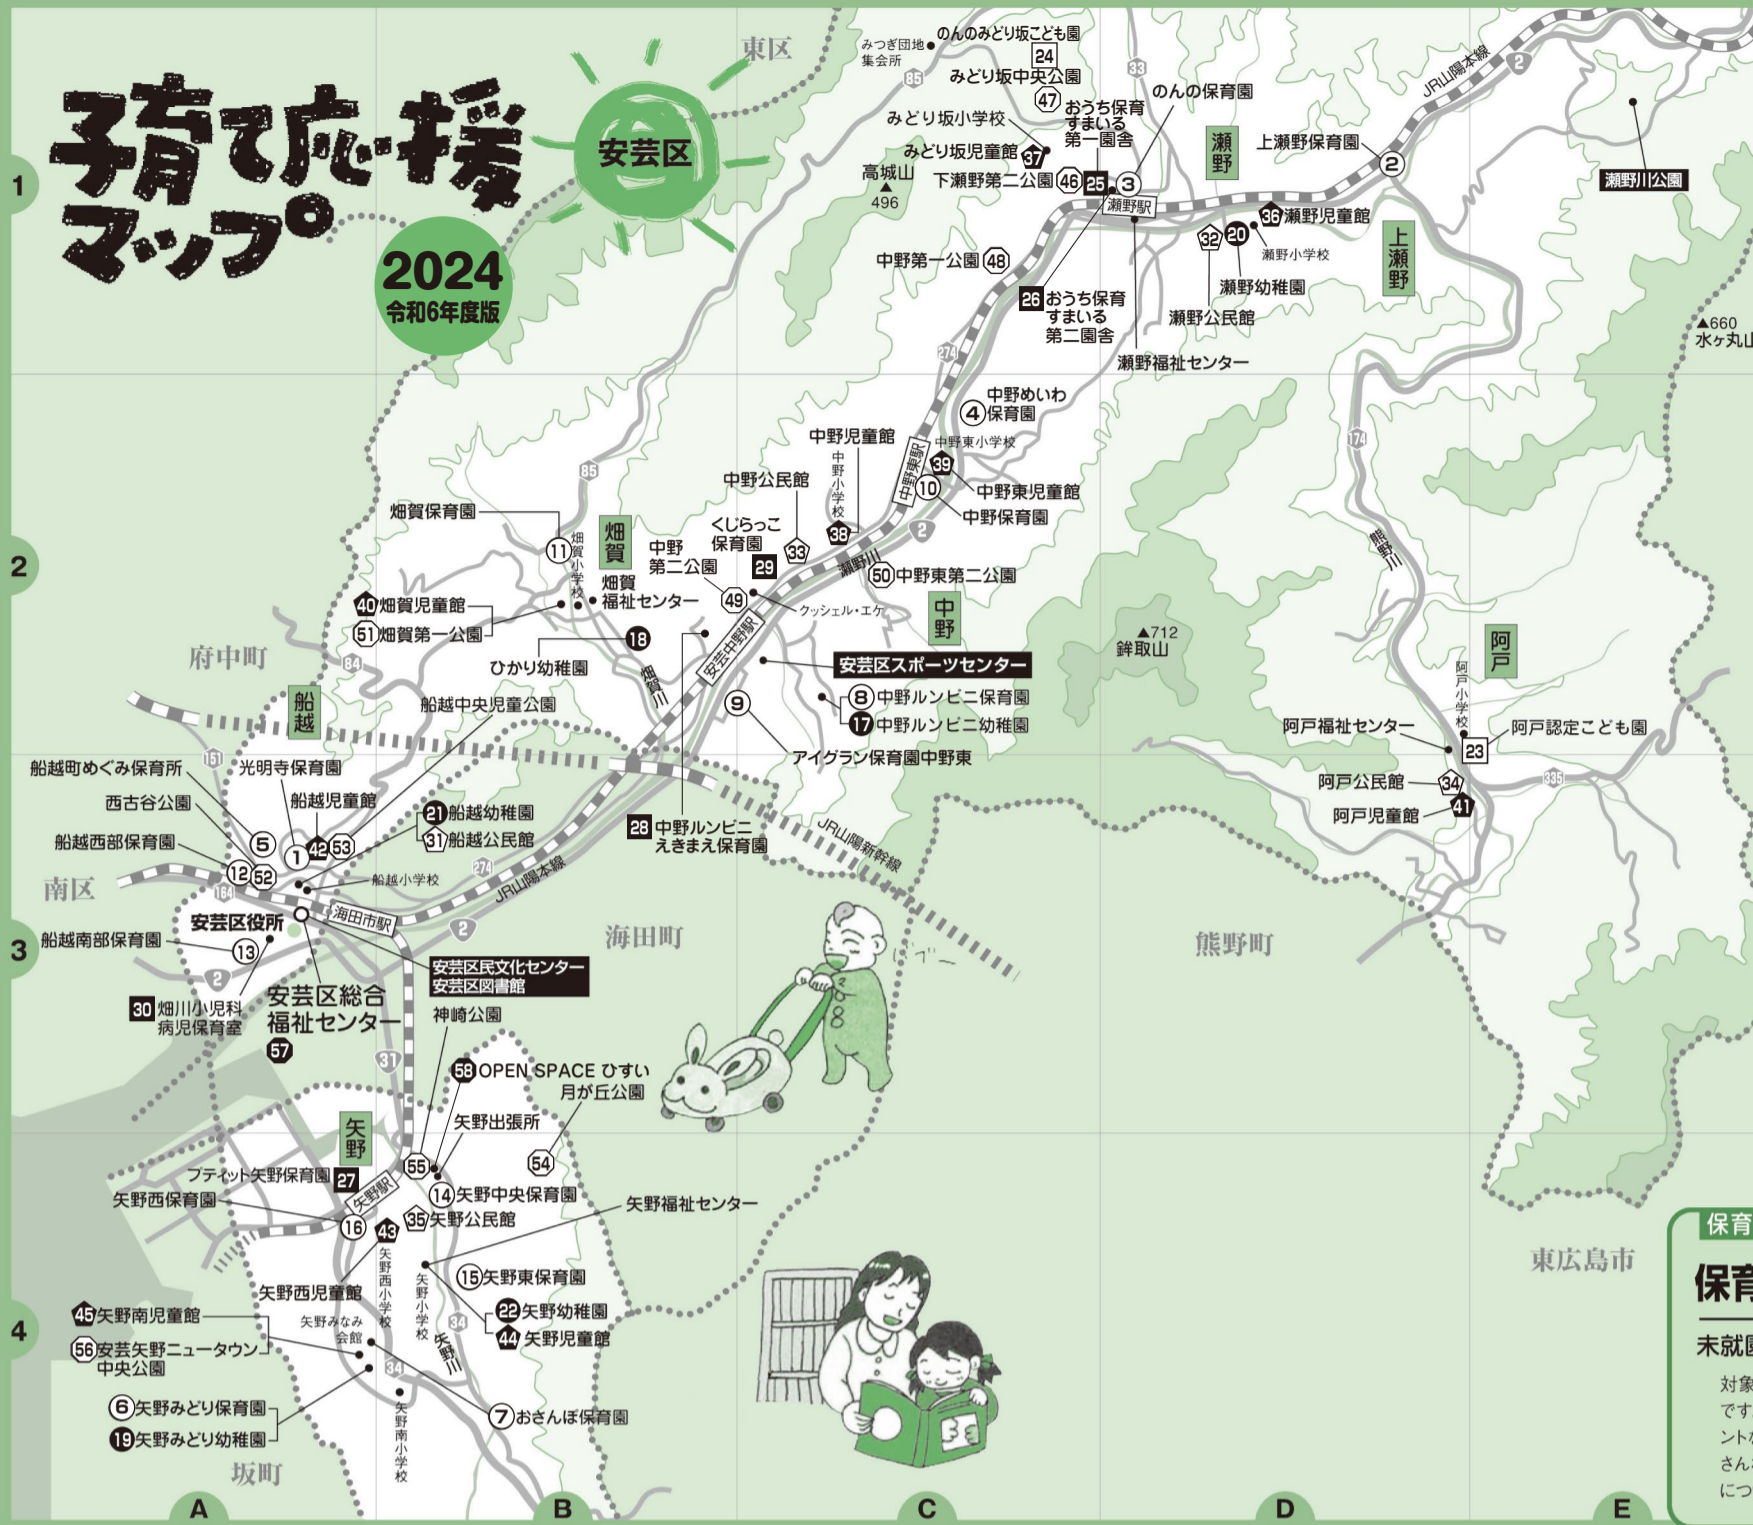 子育て応援
マップ
2024
令和6年度版
安芸区
東区
みつぎ団地
集会所
85
のんのみどり坂こども園
24
みどり坂中央公園
47
33
のんの保育園
おうち保育
すまいる
第一園舎
みどり坂小学校
みどり坂児童館
37
下瀬野第二公園
46
25
3
瀬野駅
高城山
▲
496
瀬野
上瀬野保育園
2
JR山陽本線
2
瀬野川公園
36
瀬野児童館
32
20
瀬野小学校
瀬野幼稚園
瀬野公民館
瀬野福祉センター
上瀬野
中野第一公園
48
26
おうち保育
すまいる
第二園舎
274
▲660
水ヶ丸山
1
4
中野めいわ
保育園
中野東小学校
中野東駅
39
中野東児童館
10
中野保育園
中野児童館
中野小学校
38
中野公民館
33
くじらっこ
保育園
29
中野
第二公園
49
クッシェル・エケ
瀬野川
2
50
中野東第二公園
中野
85
畑賀保育園
11
畑賀小学校
畑賀
畑賀
福祉センター
40
畑賀児童館
51
畑賀第一公園
18
ひかり幼稚園
畑賀川
安芸中野駅
安芸区スポーツセンター
8
中野ルンビニ保育園
17
中野ルンビニ幼稚園
9
アイグラン保育園中野東
28
中野ルンビニ
えきまえ保育園
▲712
鉾取山
174
熊野川
阿戸
阿戸小学校
阿戸福祉センター
23
阿戸認定こども園
阿戸公民館
34
阿戸児童館
41
335
2
府中町
84
船越
船越中央児童公園
151
船越町めぐみ保育所
光明寺保育園
西古谷公園
船越児童館
船越西部保育園
5
1
42
53
12
52
21
船越幼稚園
31
船越公民館
船越小学校
南区
164
安芸区役所
海田市駅
274
JR山陽本線
JR山陽新幹線
2
船越南部保育園
13
2
30
畑川小児科
病児保育室
安芸区総合
福祉センター
57
安芸区民文化センター
安芸区図書館
海田町
熊野町
3
神崎公園
31
58
OPEN SPACE ひすい
月が丘公園
矢野出張所
54
矢野
プティット矢野保育園
27
55
矢野駅
14
矢野中央保育園
矢野西保育園
16
35
矢野公民館
43
矢野福祉センター
矢野西児童館
矢野西小学校
矢野小学校
15
矢野東保育園
22
矢野幼稚園
44
矢野児童館
34
矢野川
45
矢野南児童館
矢野みなみ
会館
56
安芸矢野ニュータウン
中央公園
34
6
矢野みどり保育園
19
矢野みどり幼稚園
7
おさんぽ保育園
矢野南小学校
坂町
東広島市
4
保育
保育
未就園
対象
です
ントな
さん
につ
A
B
C
D
E